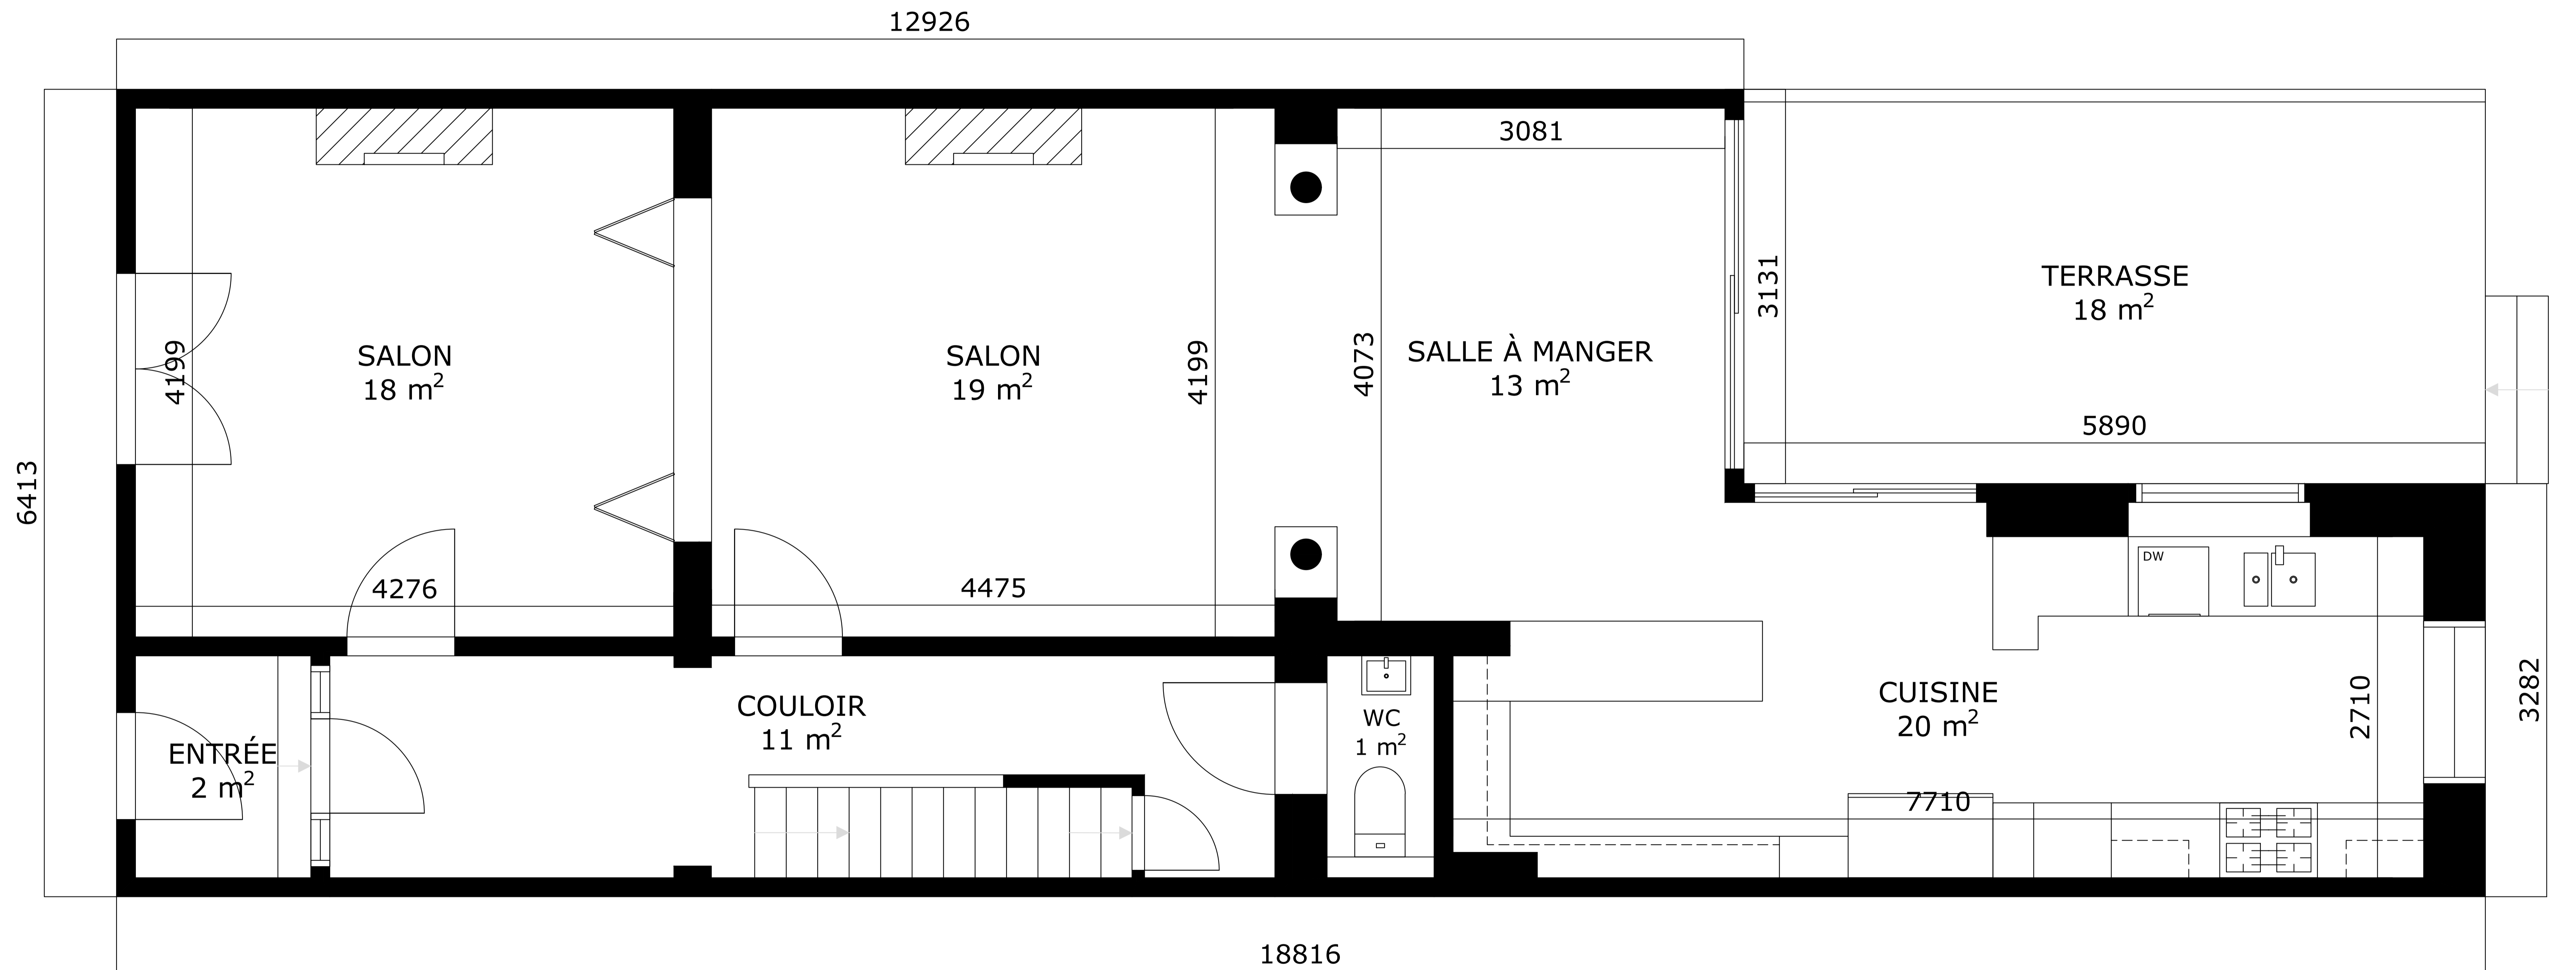 12926
3081
3131
TERRASSE
18 m²
SALON
18 m²
SALON
19 m²
4199
4199
4073
SALLE À MANGER
13 m²
5890
6413
4276
4475
DW
COULOIR
11 m²
WC
1 m²
CUISINE
20 m²
2710
3282
ENTRÉE
2 m²
7710
18816